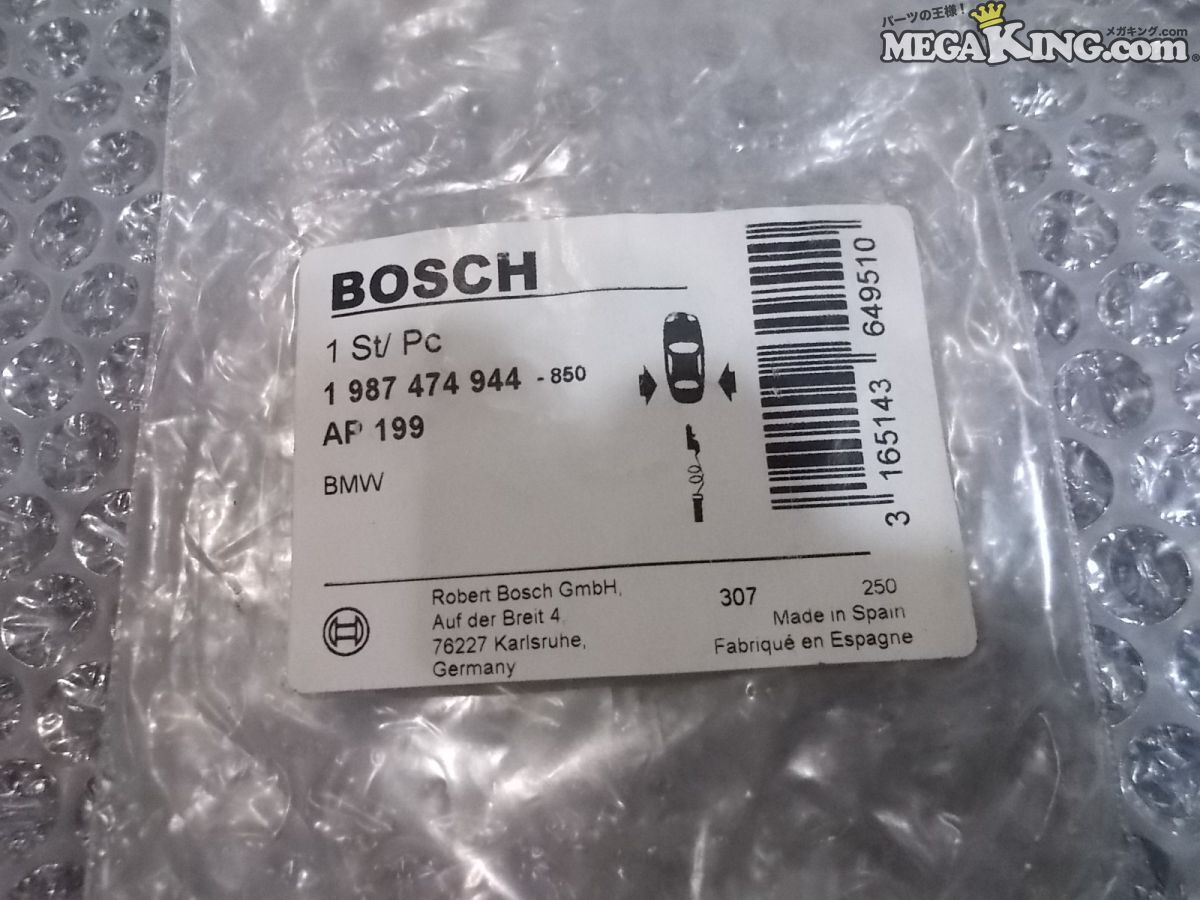 パーツの王様!
メガキング.com
MEGAKING.com
BOSCH
1 St/ Pc
1 987 474 944 - 850
AP 199
BMW
3 165143 649510
Robert Bosch GmbH,
Auf der Breit 4
76227 Karlsruhe,
Germany
307
250
Made in Spain
Fabriqué en Espagne